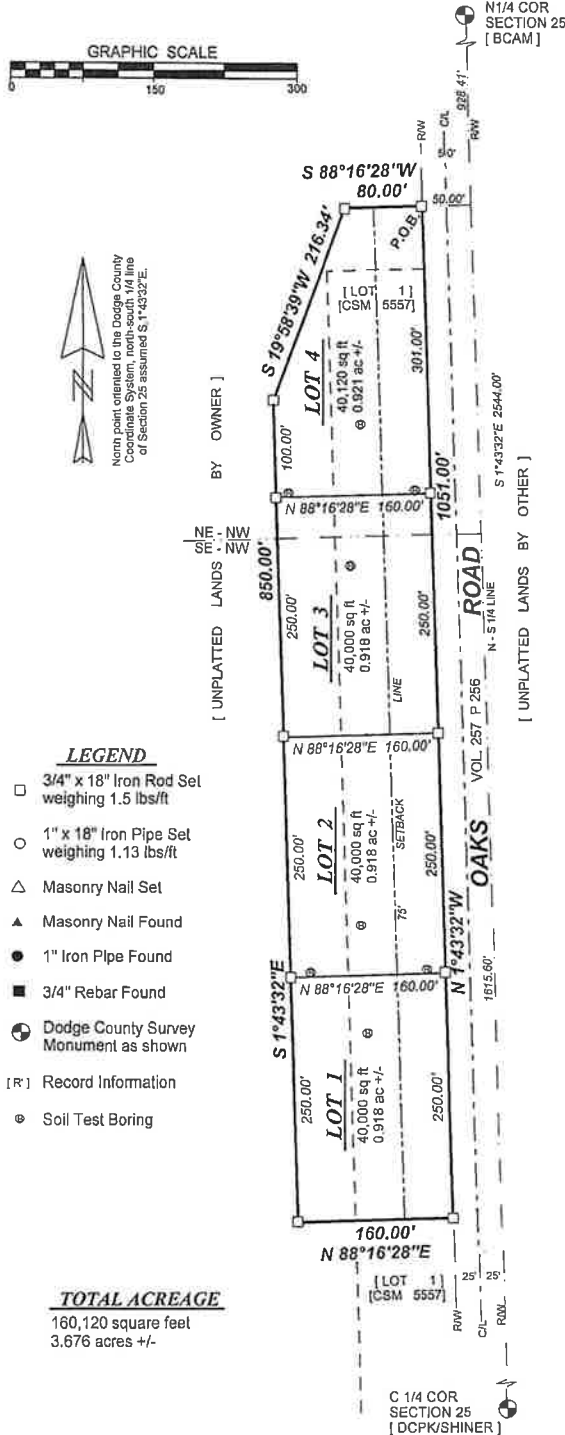 N1/4 COR
SECTION 25
[ BCAM ]
GRAPHIC SCALE
0 150 300
928.41'
R/W
C/L
R/W
50.00'
S 88°16'28"W
80.00'
P.O.B.
[ LOT 1 ]
[CSM 5557]
S 19°58'39"W 216.34'
North point oriented to the Dodge County
Coordinate System, north-south 1/4 line
of Section 25 assumed S 1°43'32"E.
N
LOT 4
40,120 sq ft
0.921 ac +/-
301.00'
100.00'
N 88°16'28"E 160.00'
1051.00'
S 1°43'32"E 2544.00'
[ UNPLATTED LANDS BY OWNER ]
NE - NW
SE - NW
850.00'
LOT 3
40,000 sq ft
0.918 ac +/-
250.00'
250.00'
LINE
N 88°16'28"E 160.00'
OAKS ROAD
VOL 257 P 256
N - S 1/4 LINE
[ UNPLATTED LANDS BY OTHER ]
LEGEND
3/4" x 18" Iron Rod Set
weighing 1.5 lbs/ft
1" x 18" Iron Pipe Set
weighing 1.13 lbs/ft
Masonry Nail Set
Masonry Nail Found
1" Iron Pipe Found
3/4" Rebar Found
Dodge County Survey
Monument as shown
[R'] Record Information
Soil Test Boring
LOT 2
40,000 sq ft
0.918 ac +/-
250.00'
250.00'
SETBACK
75'
N 88°16'28"E 160.00'
N 1°43'32"W
1615.60'
S 1°43'32"E
LOT 1
40,000 sq ft
0.918 ac +/-
250.00'
250.00'
160.00'
N 88°16'28"E
[ LOT 1]
[CSM 5557]
25' 25'
R/W
C/L
R/W
TOTAL ACREAGE
160,120 square feet
3.676 acres +/-
C 1/4 COR
SECTION 25
[ DCPK/SHINER ]